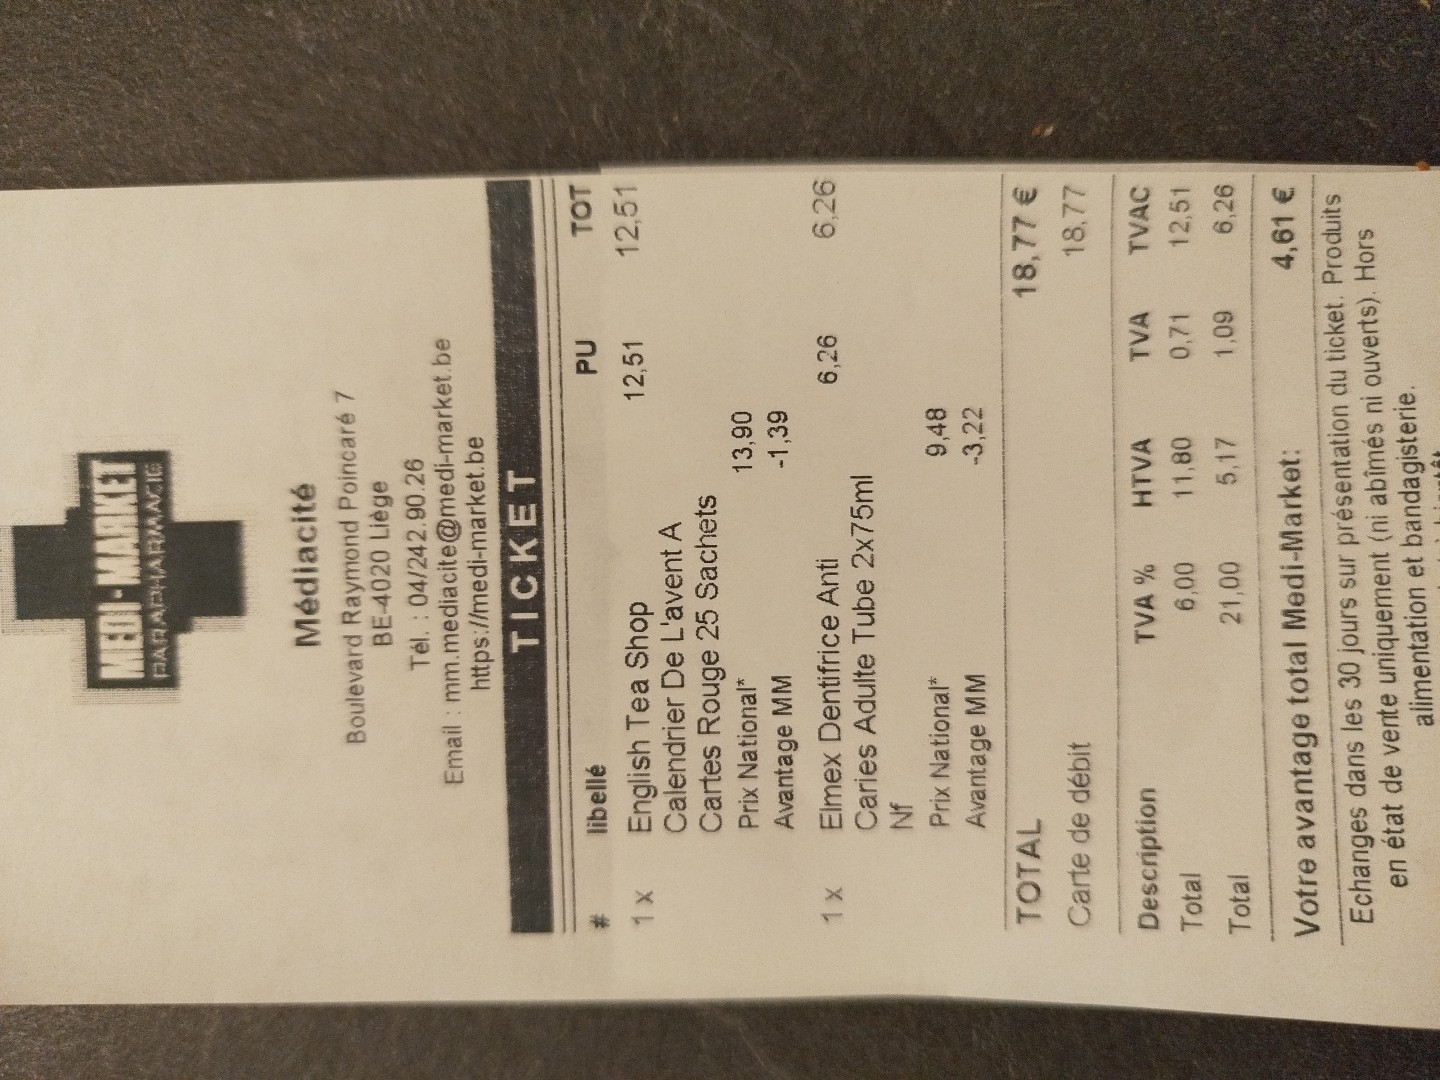 MEDI-MARKET
PARAPHARMACIE
Médiacité
Boulevard Raymond Poincaré 7
BE-4020 Liège
Tél. : 04/242.90.26
Email : mm.mediacite@medi-market.be
https://medi-market.be
TICKET
# libellé PU TOT
1 x English Tea Shop 12,51 12,51
Calendrier De L'avent A
Cartes Rouge 25 Sachets
Prix National* 13,90
Avantage MM -1,39
1 x Elmex Dentifrice Anti 6,26 6,26
Caries Adulte Tube 2x75ml
Nf
Prix National* 9,48
Avantage MM -3,22
TOTAL 18,77 €
Carte de débit 18,77
Description TVA % HTVA TVA TVAC
Total 6,00 11,80 0,71 12,51
Total 21,00 5,17 1,09 6,26
Votre avantage total Medi-Market: 4,61 €
Echanges dans les 30 jours sur présentation du ticket. Produits
en état de vente uniquement (ni abîmés ni ouverts). Hors
alimentation et bandagisterie.